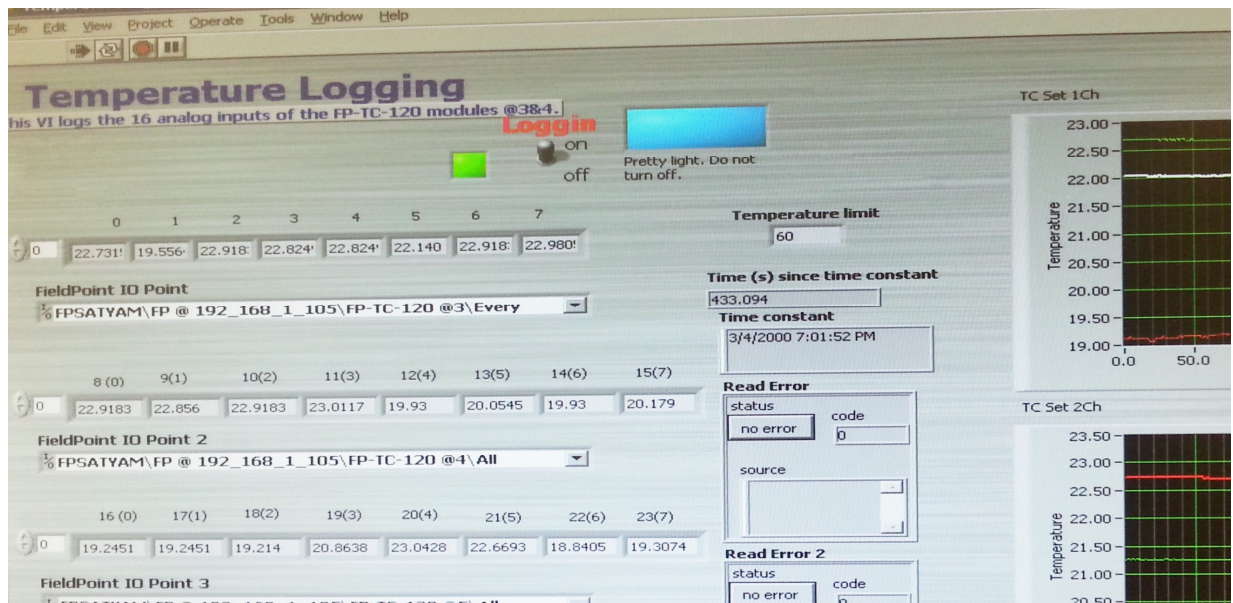 File Edit View Project Operate Tools Window Help
Temperature Logging
his VI logs the 16 analog inputs of the FP-TC-120 modules @3&4.
Loggin
on
off
Pretty light. Do not
turn off.
0 1 2 3 4 5 6 7
0 22.731 19.556 22.918 22.824 22.824 22.140 22.918 22.980
FieldPoint IO Point
FPSATYAM\FP @ 192_168_1_105\FP-TC-120 @3\Every
8 (0) 9(1) 10(2) 11(3) 12(4) 13(5) 14(6) 15(7)
0 22.9183 22.856 22.9183 23.0117 19.93 20.0545 19.93 20.179
FieldPoint IO Point 2
FPSATYAM\FP @ 192_168_1_105\FP-TC-120 @4\All
16 (0) 17(1) 18(2) 19(3) 20(4) 21(5) 22(6) 23(7)
0 19.2451 19.2451 19.214 20.8638 23.0428 22.6693 18.8405 19.3074
FieldPoint IO Point 3
Temperature limit
60
Time (s) since time constant
433.094
Time constant
3/4/2000 7:01:52 PM
Read Error
status
code
no error
0
source
Read Error 2
status
code
no error
TC Set 1Ch
23.00
22.50
22.00
21.50
21.00
20.50
20.00
19.50
19.00
Temperature
0.0 50.0
TC Set 2Ch
23.50
23.00
22.50
22.00
21.50
21.00
20.50
Temperature